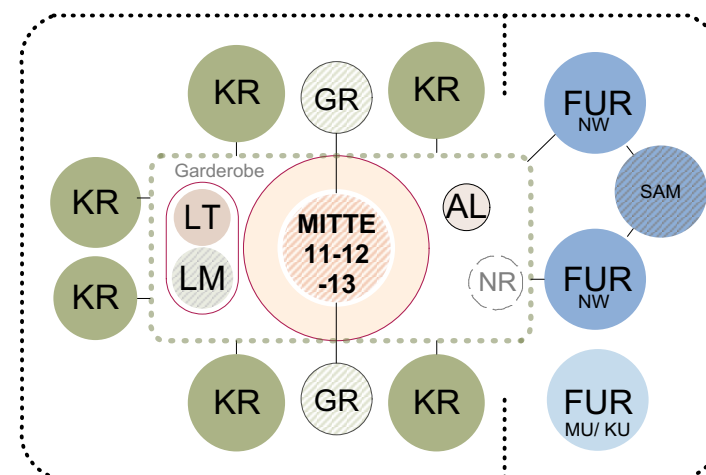 KR
GR
KR
FUR
NW
Garderobe
KR
LT
MITTE
11-12
-13
AL
SAM
KR
LM
NR
FUR
NW
KR
GR
KR
FUR
MU/ KU